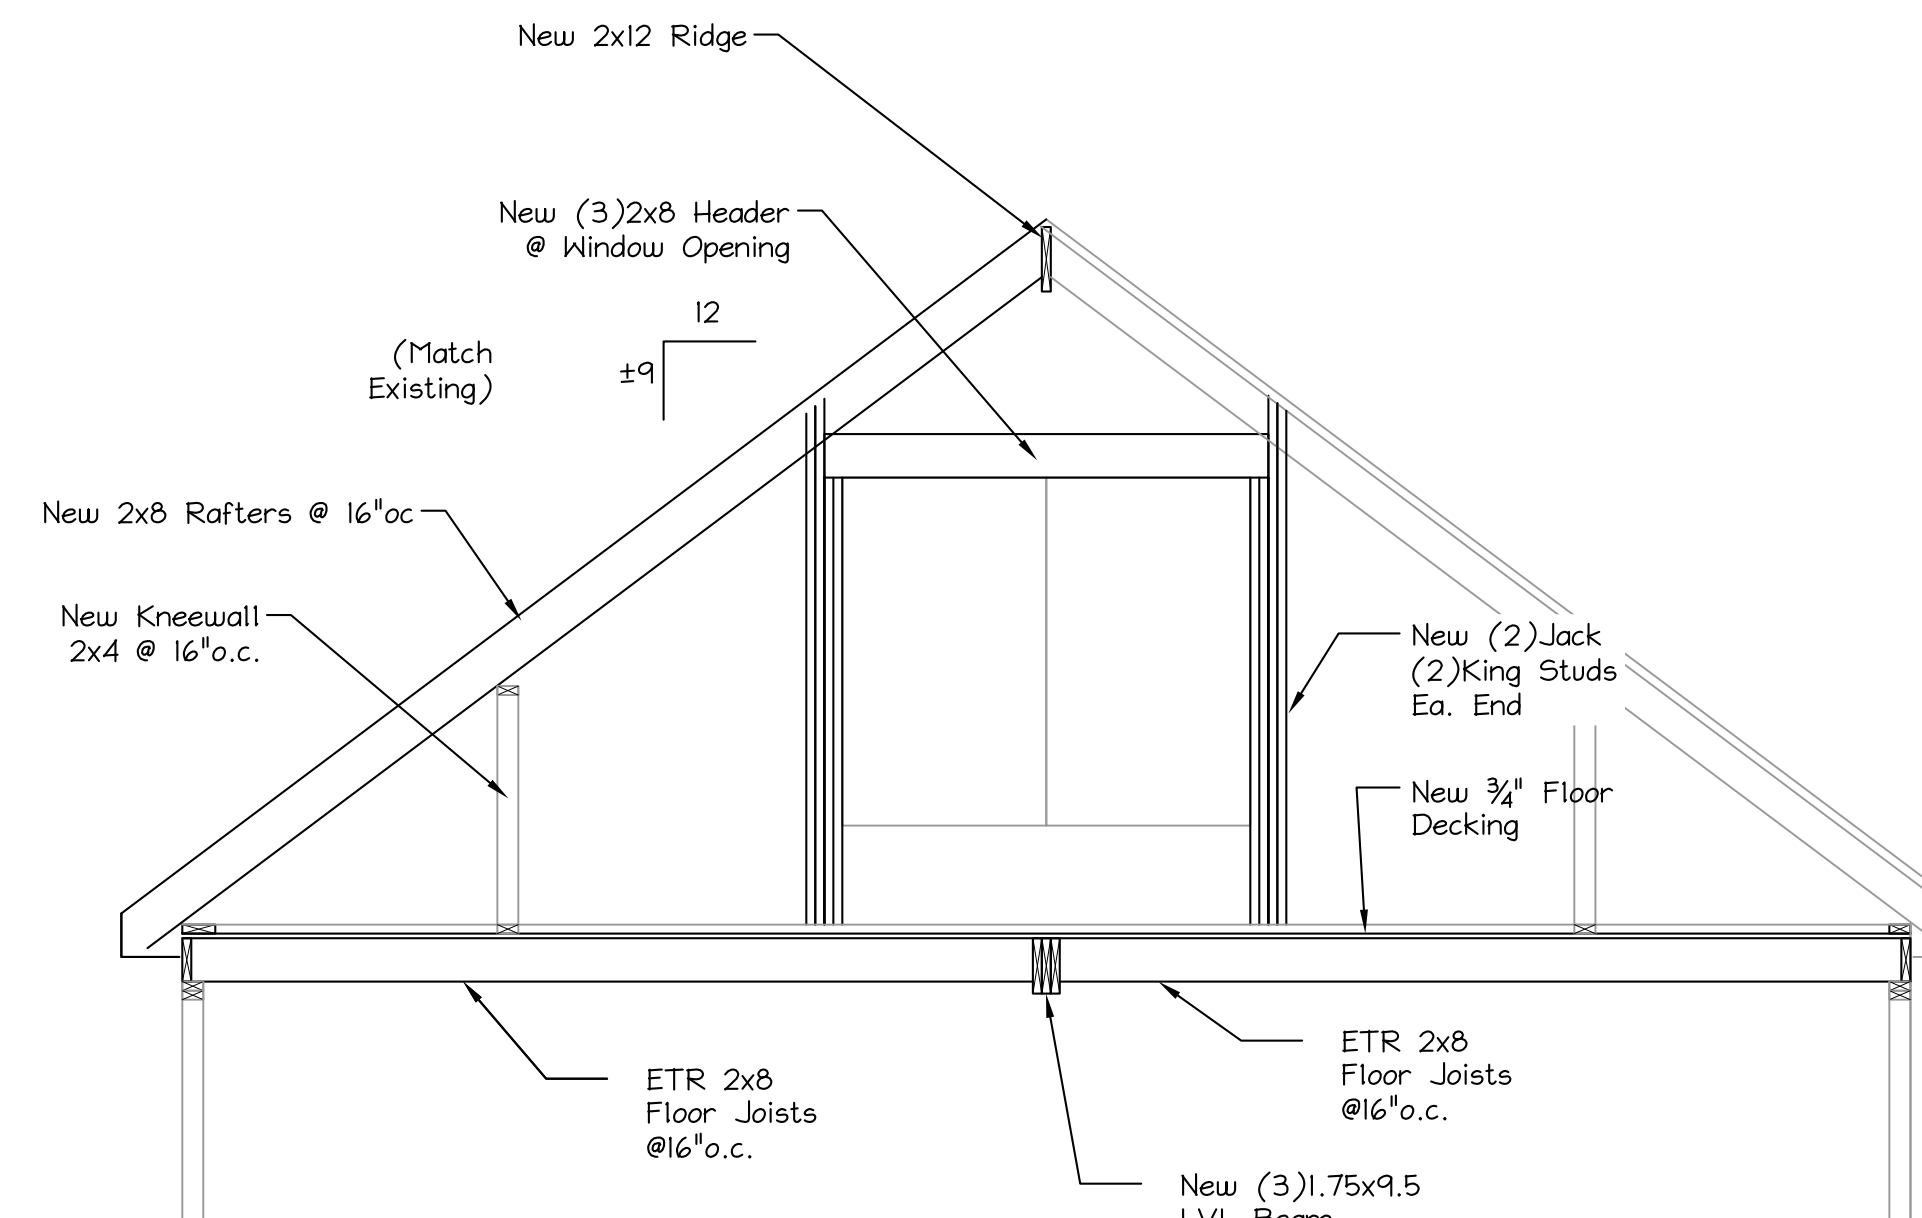 New 2x12 Ridge
New (3)2x8 Header
@ Window Opening
12
±9
(Match
Existing)
New 2x8 Rafters @ 16"oc
New Kneewall
2x4 @ 16"o.c.
New (2)Jack
(2)King Studs
Ea. End
New ¾" Floor
Decking
ETR 2x8
Floor Joists
@16"o.c.
ETR 2x8
Floor Joists
@16"o.c.
New (3)1.75x9.5
LVL Beam